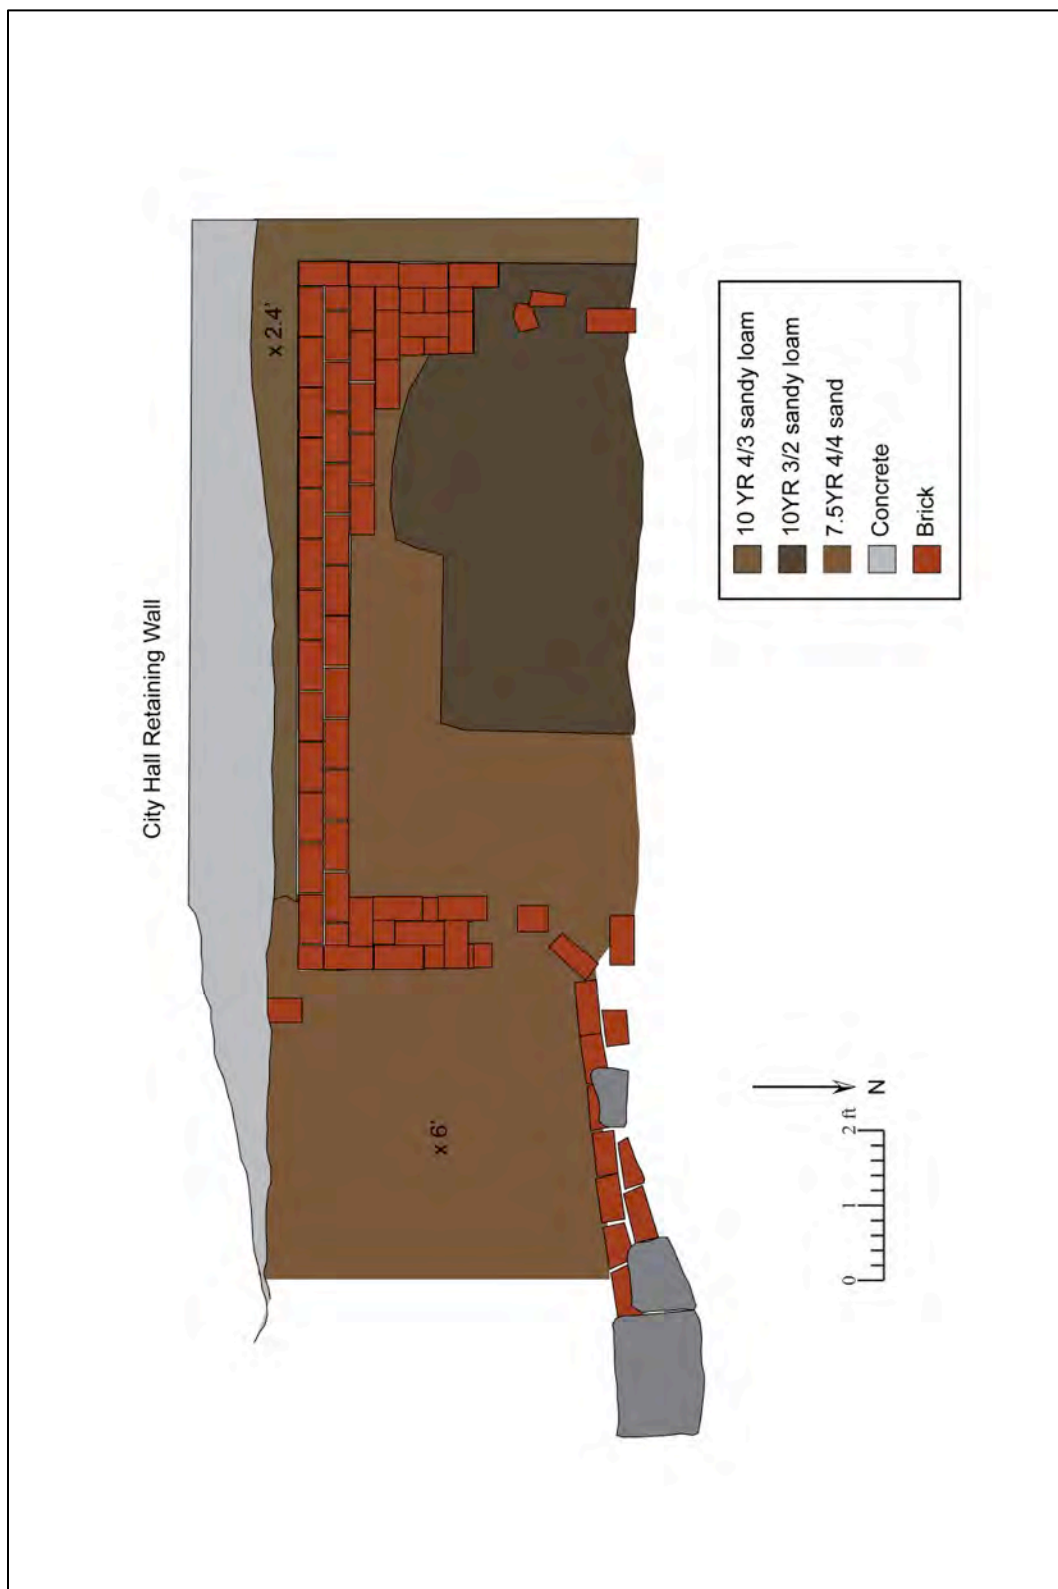 City Hall Retaining Wall
x 2.4'
x 6'
10 YR 4/3 sandy loam
10YR 3/2 sandy loam
7.5YR 4/4 sand
Concrete
Brick
0 1 2 ft
N